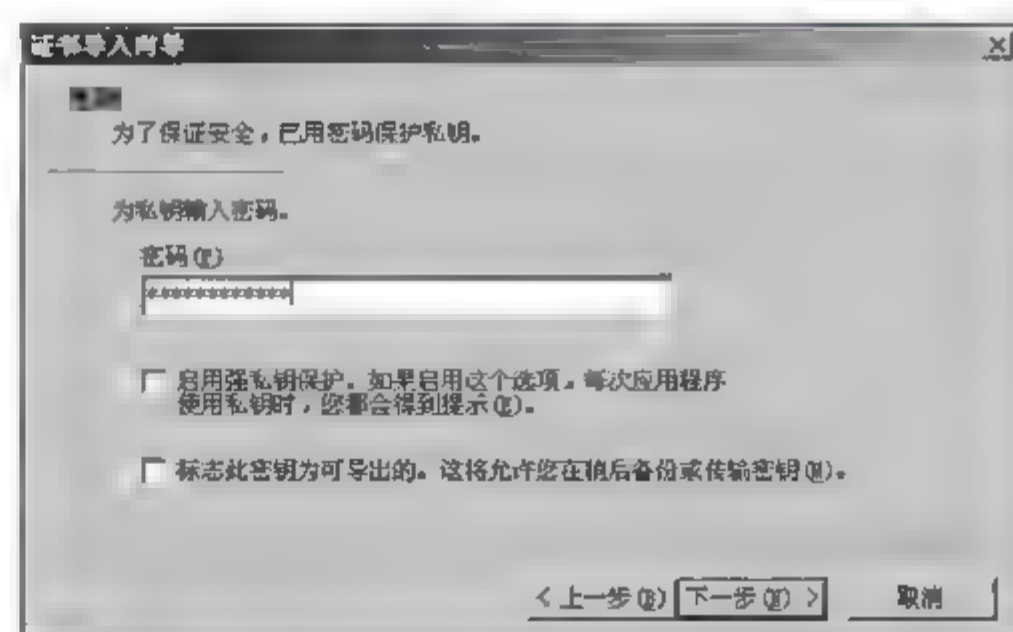 证书导入向导
为了保证安全，已用密码保护私钥。
为私钥输入密码。
密码(P)
************
启用强私钥保护。如果启用这个选项，每次应用程序
使用私钥时，您都会得到提示(E)。
标志此密钥为可导出的。这将允许您在稍后备份或传输密钥(M)。
< 上一步(B) 下一步(N) > 取消